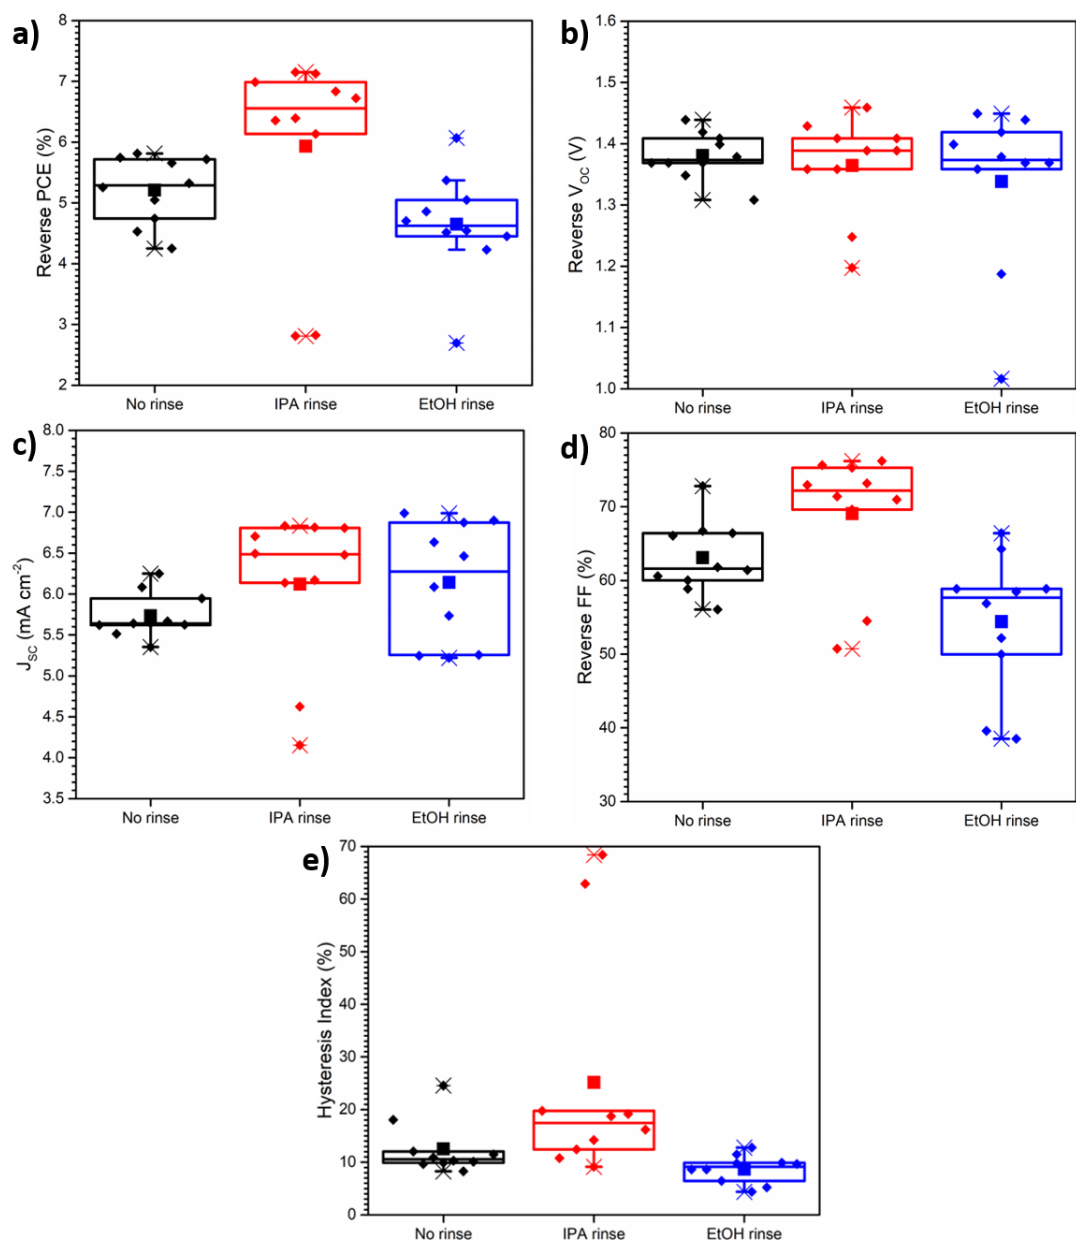 a)
Reverse PCE (%)
8
7
6
5
4
3
2
No rinse IPA rinse EtOH rinse
b)
Reverse VOC (V)
1.6
1.5
1.4
1.3
1.2
1.1
1.0
No rinse IPA rinse EtOH rinse
c)
JSC (mA cm-2)
8.0
7.5
7.0
6.5
6.0
5.5
5.0
4.5
4.0
3.5
No rinse IPA rinse EtOH rinse
d)
Reverse FF (%)
80
70
60
50
40
30
No rinse IPA rinse EtOH rinse
e)
Hysteresis Index (%)
70
60
50
40
30
20
10
0
No rinse IPA rinse EtOH rinse